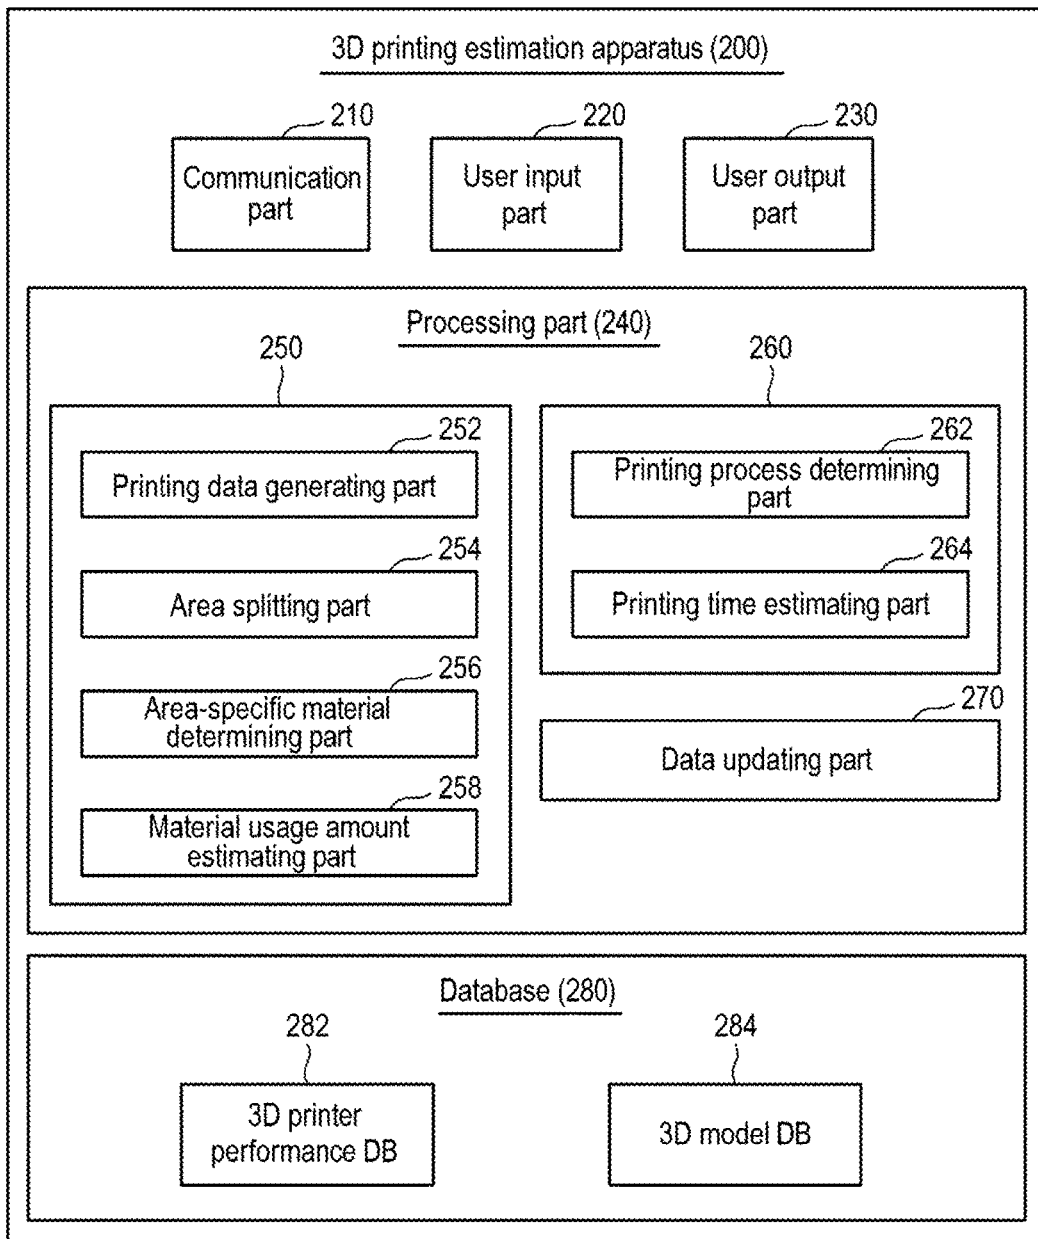 3D printing estimation apparatus (200)
210
220
230
Communication
part
User input
part
User output
part
Processing part (240)
250
260
252
Printing data generating part
254
Area splitting part
256
Area-specific material
determining part
258
Material usage amount
estimating part
262
Printing process determining
part
264
Printing time estimating part
270
Data updating part
Database (280)
282
284
3D printer
performance DB
3D model DB